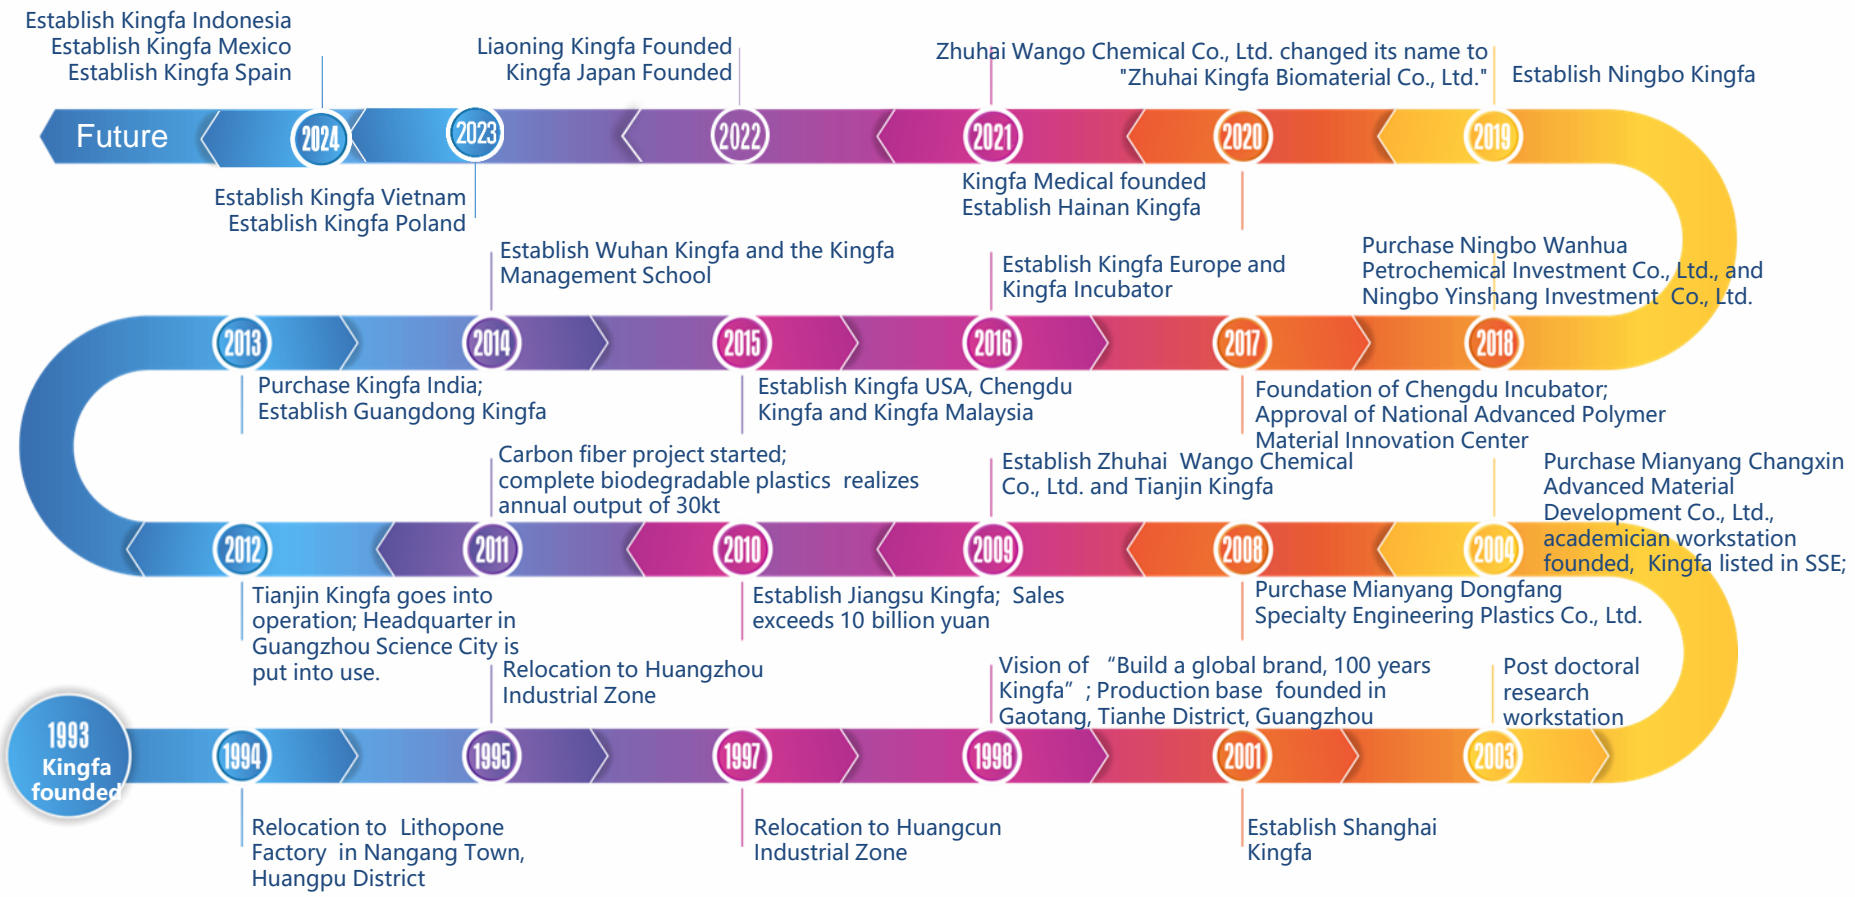 Establish Kingfa Indonesia
Establish Kingfa Mexico
Establish Kingfa Spain
Liaoning Kingfa Founded
Kingfa Japan Founded
Zhuhai Wango Chemical Co., Ltd. changed its name to
"Zhuhai Kingfa Biomaterial Co., Ltd."
Establish Ningbo Kingfa
Future
2024
2023
2022
2021
2020
2019
Establish Kingfa Vietnam
Establish Kingfa Poland
Kingfa Medical founded
Establish Hainan Kingfa
Establish Wuhan Kingfa and the Kingfa
Management School
Establish Kingfa Europe and
Kingfa Incubator
Purchase Ningbo Wanhua
Petrochemical Investment Co., Ltd., and
Ningbo Yinshang Investment Co., Ltd.
2013
2014
2015
2016
2017
2018
Purchase Kingfa India;
Establish Guangdong Kingfa
Establish Kingfa USA, Chengdu
Kingfa and Kingfa Malaysia
Foundation of Chengdu Incubator;
Approval of National Advanced Polymer
Material Innovation Center
Carbon fiber project started;
complete biodegradable plastics realizes
annual output of 30kt
Establish Zhuhai Wango Chemical
Co., Ltd. and Tianjin Kingfa
Purchase Mianyang Changxin
Advanced Material
Development Co., Ltd.,
academician workstation
founded, Kingfa listed in SSE;
2012
2011
2010
2009
2008
2004
Tianjin Kingfa goes into
operation; Headquarter in
Guangzhou Science City is
put into use.
Establish Jiangsu Kingfa; Sales
exceeds 10 billion yuan
Purchase Mianyang Dongfang
Specialty Engineering Plastics Co., Ltd.
Relocation to Huangzhou
Industrial Zone
Vision of “Build a global brand, 100 years
Kingfa” ; Production base founded in
Gaotang, Tianhe District, Guangzhou
Post doctoral
research
workstation
1993
Kingfa
founded
1994
1995
1997
1998
2001
2003
Relocation to Lithopone
Factory in Nangang Town,
Huangpu District
Relocation to Huangcun
Industrial Zone
Establish Shanghai
Kingfa